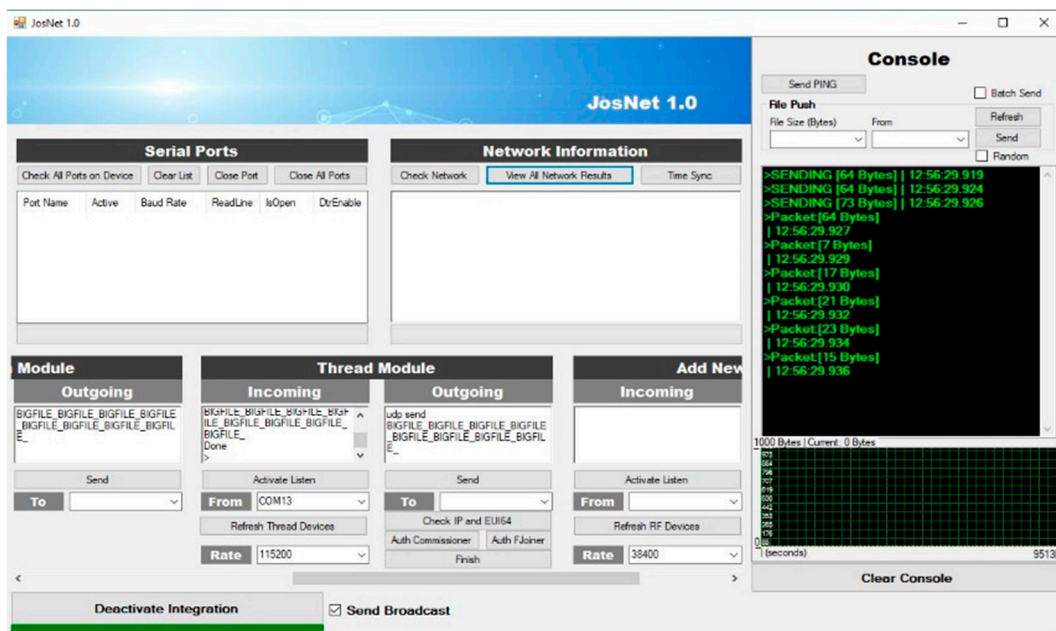 JosNet 1.0
JosNet 1.0
Serial Ports
Check All Ports on Device Clear List Close Port Close All Ports
Port Name Active Baud Rate ReadLine IsOpen DtrEnable
Network Information
Check Network View All Network Results Time Sync
Module
Outgoing
BIGFILE_BIGFILE_BIGFILE_BIGFILE
_BIGFILE_BIGFILE_BIGFILE_BIGFIL
E_
Send
To
Thread Module
Incoming
BIGFILE_BIGFILE_BIGFILE_BIGF
ILE_BIGFILE_BIGFILE_BIGFILE_
BIGFILE_
Done
>
Activate Listen
From COM13
Refresh Thread Devices
Rate 115200
Outgoing
udp send
BIGFILE_BIGFILE_BIGFILE_BIGFILE
_BIGFILE_BIGFILE_BIGFILE_BIGFIL
E_
Send
To
Check IP and EUI64
Auth Commissioner Auth FJoiner
Finish
Add New
Incoming
Activate Listen
From
Refresh RF Devices
Rate 38400
Deactivate Integration
Send Broadcast
Console
Send PING
Batch Send
File Push
File Size (Bytes) From
Refresh
Send
Random
>SENDING [64 Bytes] | 12:56:29.919
>SENDING [64 Bytes] | 12:56:29.924
>SENDING [73 Bytes] | 12:56:29.926
>Packet:[64 Bytes]
| 12:56:29.927
>Packet:[7 Bytes]
| 12:56:29.929
>Packet:[17 Bytes]
| 12:56:29.930
>Packet:[21 Bytes]
| 12:56:29.932
>Packet:[23 Bytes]
| 12:56:29.934
>Packet:[15 Bytes]
| 12:56:29.936
1000 Bytes | Current: 0 Bytes
(seconds) 9513
Clear Console